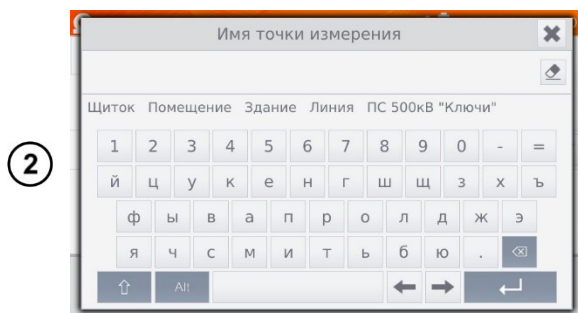 Имя точки измерения
Щиток Помещение Здание Линия ПС 500кВ "Ключи"
2
1 2 3 4 5 6 7 8 9 0 - =
й ц у к е н г ш щ з х ъ
ф ы в а п р о л д ж э
я ч с м и т ь б ю .
Alt